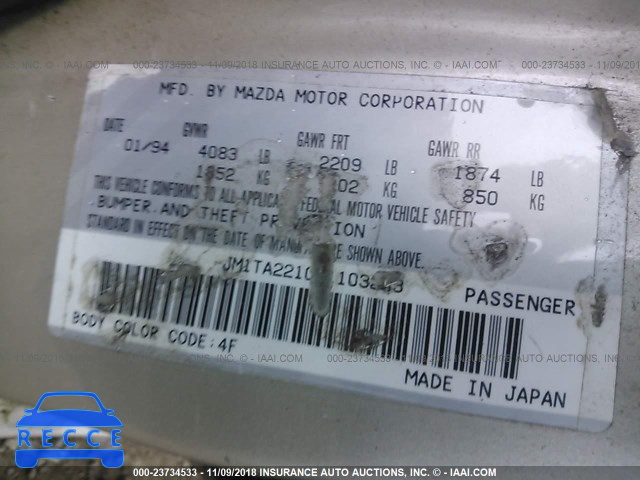 000-23734533 - 11/09/2018 INSURANCE AUTO AUCTIONS, INC. © - IAAI.COM
MFD. BY MAZDA MOTOR CORPORATION
DATE GVWR GAWR FRT GAWR RR
01/94 4083 LB 2209 LB 1874 LB
KG KG 850 KG
THIS VEHICLE CONFORMS TO ALL FEDERAL MOTOR VEHICLE SAFETY
BUMPER, AND THEFT
STANDARD IN EFFECT ON THE DATE OF SHOWN ABOVE.
PASSENGER
BODY COLOR CODE:4F
MADE IN JAPAN
RECCE
000-23734533 - 11/09/2018 INSURANCE AUTO AUCTIONS, INC. © - IAAI.COM